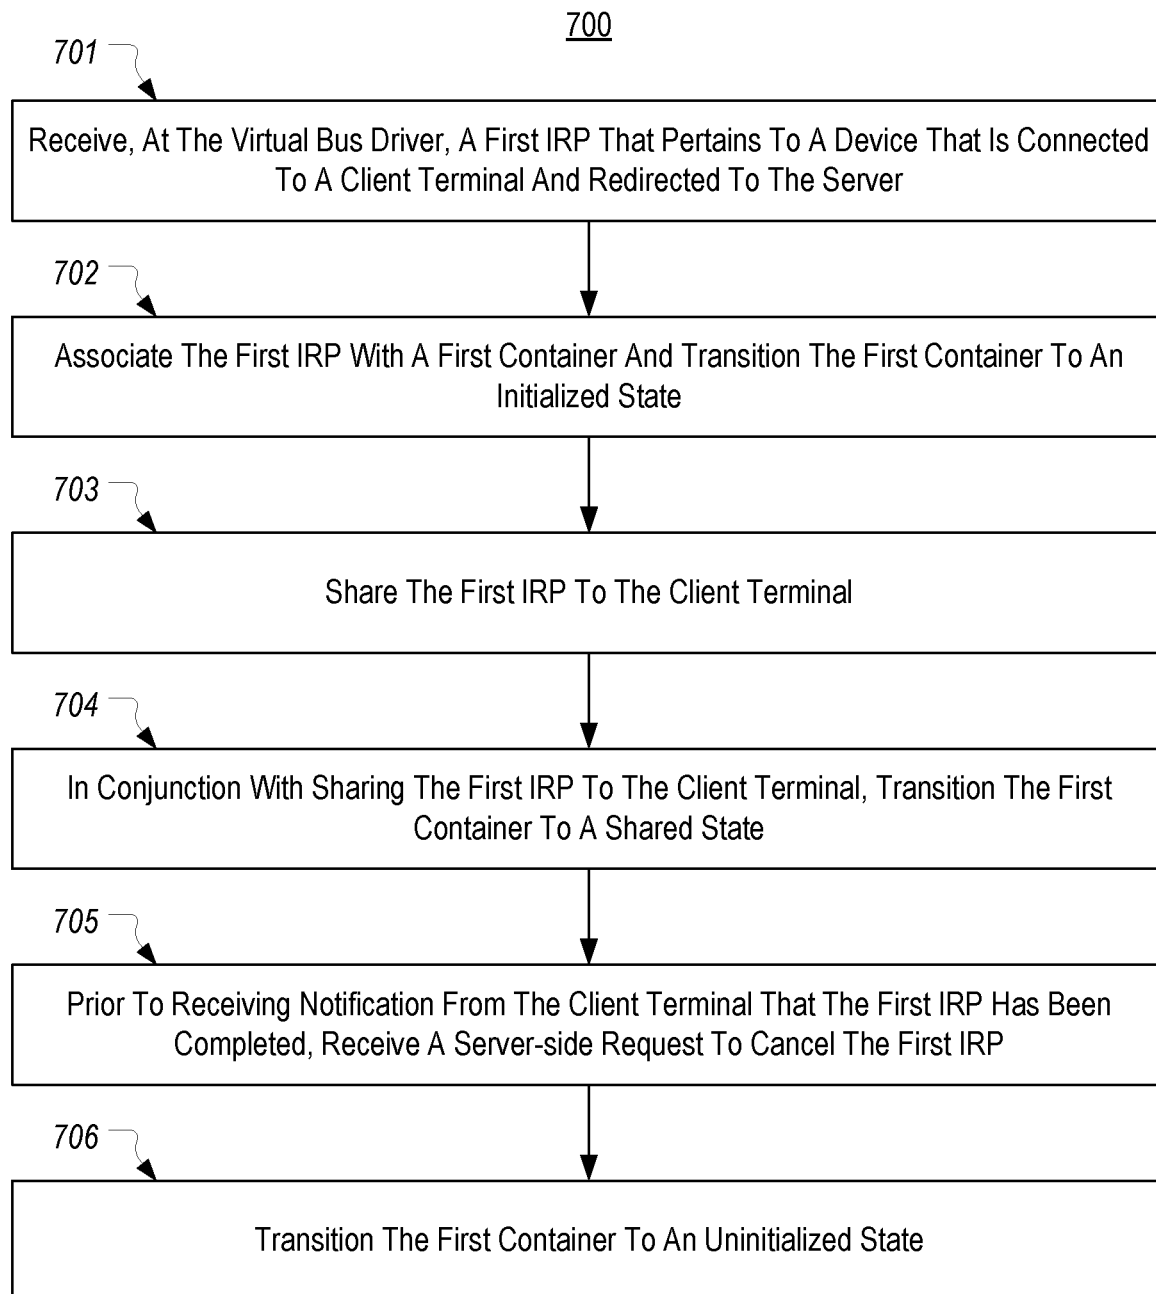 700
701
Receive, At The Virtual Bus Driver, A First IRP That Pertains To A Device That Is Connected
To A Client Terminal And Redirected To The Server
702
Associate The First IRP With A First Container And Transition The First Container To An
Initialized State
703
Share The First IRP To The Client Terminal
704
In Conjunction With Sharing The First IRP To The Client Terminal, Transition The First
Container To A Shared State
705
Prior To Receiving Notification From The Client Terminal That The First IRP Has Been
Completed, Receive A Server-side Request To Cancel The First IRP
706
Transition The First Container To An Uninitialized State